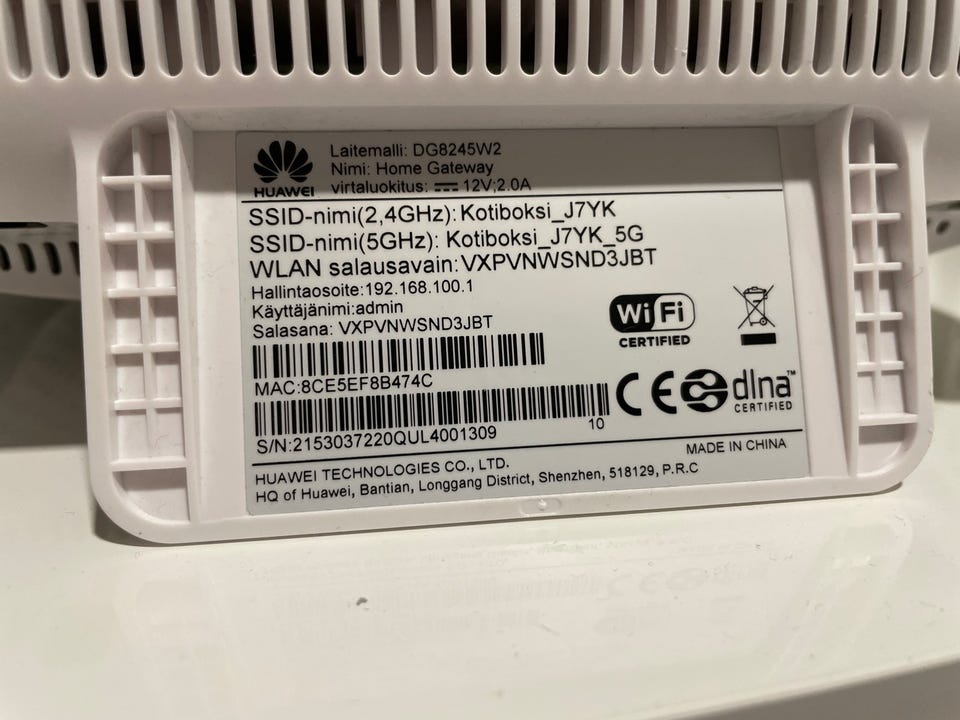 HUAWEI
Laitemalli: DG8245W2
Nimi: Home Gateway
virtaluokitus: ⎓ 12V;2.0A
SSID-nimi(2,4GHz): Kotiboksi_J7YK
SSID-nimi(5GHz): Kotiboksi_J7YK_5G
WLAN salausavain:VXPVNWSND3JBT
Hallintaosoite:192.168.100.1
Käyttäjänimi:admin
Salasana: VXPVNWSND3JBT
MAC:8CE5EF8B474C
S/N:2153037220QUL4001309
10
Wi Fi
CERTIFIED
CE
dlna™
CERTIFIED
MADE IN CHINA
HUAWEI TECHNOLOGIES CO., LTD.
HQ of Huawei, Bantian, Longgang District, Shenzhen, 518129, P.R.C